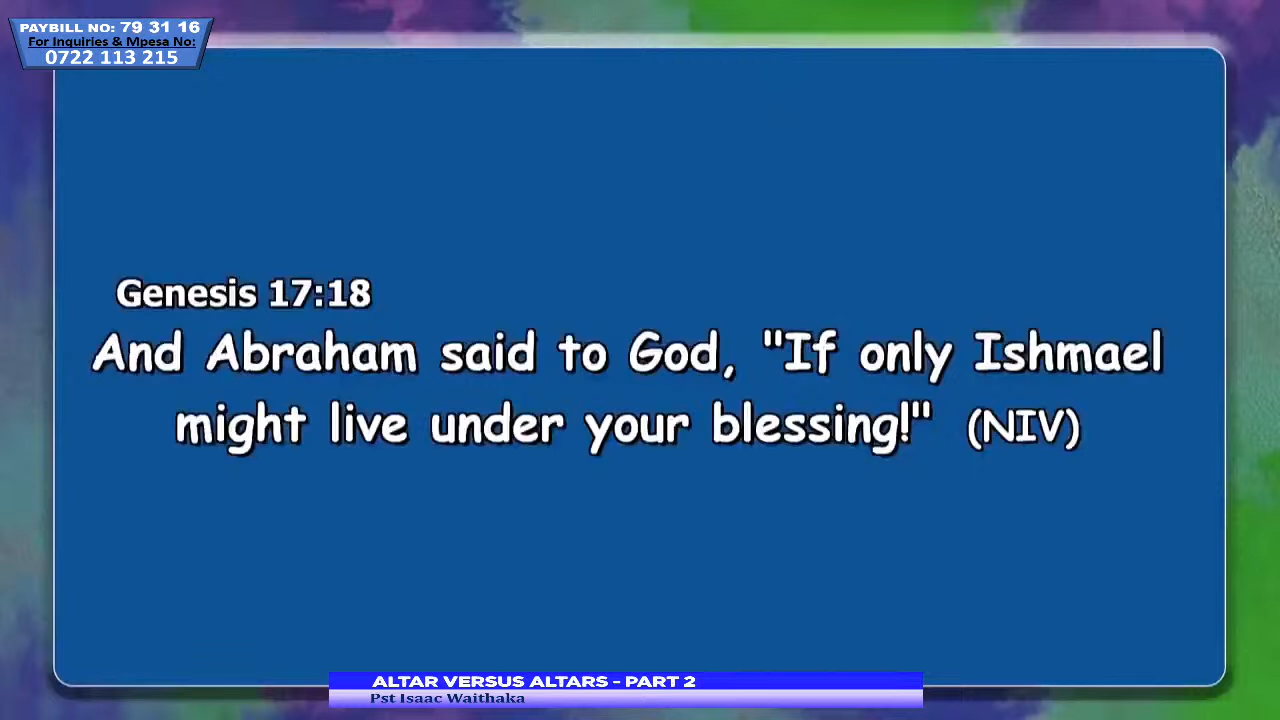 PAYBILL NO: 79 31 16
For Inquiries & Mpesa No:
0722 113 215
Genesis 17:18
And Abraham said to God, "If only Ishmael
might live under your blessing!" (NIV)
ALTAR VERSUS ALTARS - PART 2
Pst Isaac Waithaka